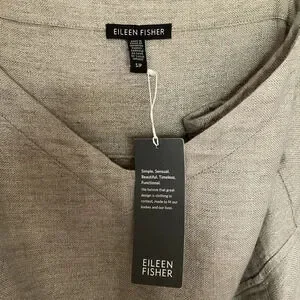 EILEEN FISHER
S/P
Simple. Sensual.
Beautiful. Timeless.
Functional.
We believe that great
design is clothing in
context, made to fit our
bodies and our lives.
EILEEN
FISHER